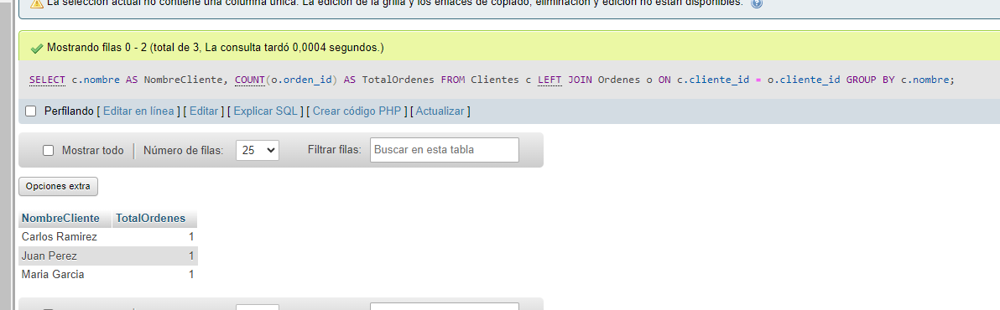 La selección actual no contiene una columna única. La edición de la grilla y los enlaces de copiado, eliminación y edición no están disponibles.
Mostrando filas 0 - 2 (total de 3, La consulta tardó 0,0004 segundos.)
SELECT c.nombre AS NombreCliente, COUNT(o.orden_id) AS TotalOrdenes FROM Clientes c LEFT JOIN Ordenes o ON c.cliente_id = o.cliente_id GROUP BY c.nombre;
Perfilando [ Editar en línea ] [ Editar ] [ Explicar SQL ] [ Crear código PHP ] [ Actualizar ]
Mostrar todo Número de filas: 25 Filtrar filas: Buscar en esta tabla
Opciones extra
NombreCliente TotalOrdenes
Carlos Ramirez 1
Juan Perez 1
Maria Garcia 1